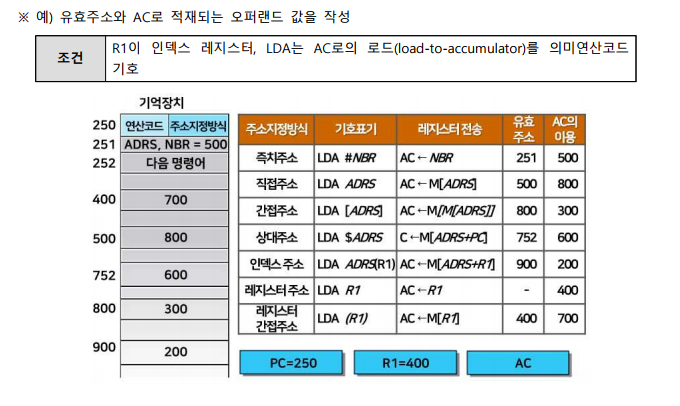 ※ 예) 유효주소와 AC로 적재되는 오퍼랜드 값을 작성
조건
R1이 인덱스 레지스터, LDA는 AC로의 로드(load-to-accumulator)를 의미연산코드
기호
기억장치
250 연산코드 주소지정방식
251 ADRS, NBR = 500
252 다음 명령어
400 700
500 800
752 600
800 300
900 200
주소지정방식 기호표기 레지스터 전송 유효 주소 AC의 이용
즉치주소 LDA #NBR AC←NBR 251 500
직접주소 LDA ADRS AC←M[ADRS] 500 800
간접주소 LDA [ADRS] AC←M[M[ADRS]] 800 300
상대주소 LDA $ADRS C←M[ADRS+PC] 752 600
인덱스 주소 LDA ADRS(R1) AC←M[ADRS+R1] 900 200
레지스터 주소 LDA R1 AC←R1 - 400
레지스터 간접주소 LDA (R1) AC←M[R1] 400 700
PC=250 R1=400 AC